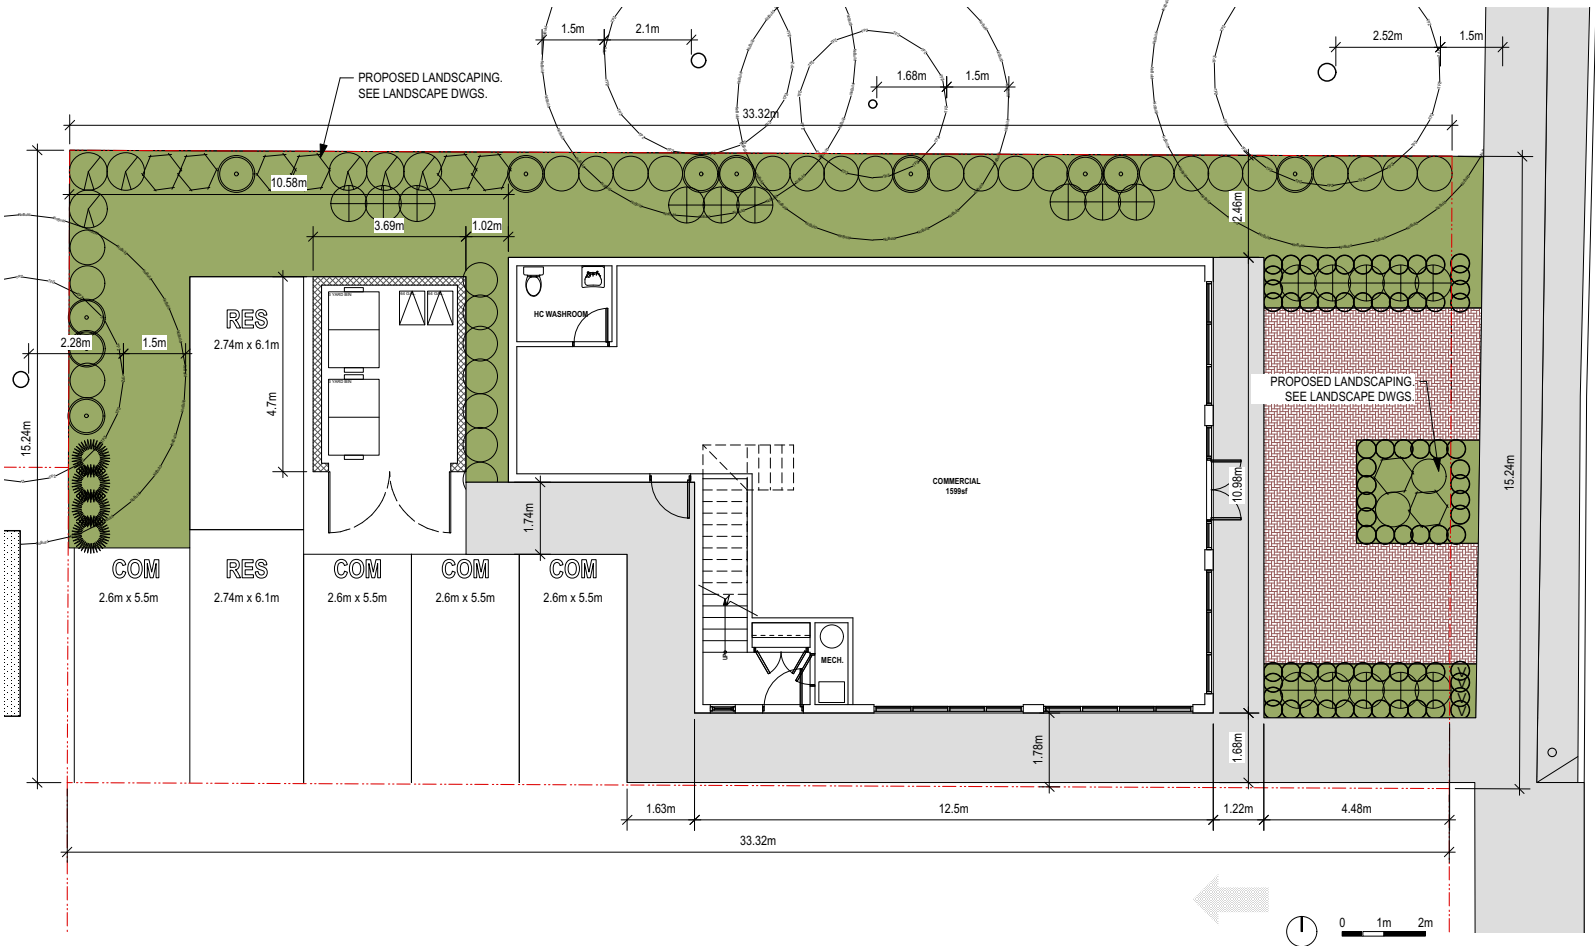 1.5m
2.1m
2.52m
1.5m
PROPOSED LANDSCAPING.
SEE LANDSCAPE DWGS.
1.68m
1.5m
33.32m
10.58m
3.69m
1.02m
2.46m
HC WASHROOM
RES
2.74m x 6.1m
2.28m
1.5m
4.7m
15.24m
PROPOSED LANDSCAPING.
SEE LANDSCAPE DWGS.
COMMERCIAL
1599sf
10.98m
15.24m
1.74m
COM
2.6m x 5.5m
RES
2.74m x 6.1m
COM
2.6m x 5.5m
COM
2.6m x 5.5m
COM
2.6m x 5.5m
MECH.
1.78m
1.68m
1.63m
12.5m
1.22m
4.48m
33.32m
0
1m
2m